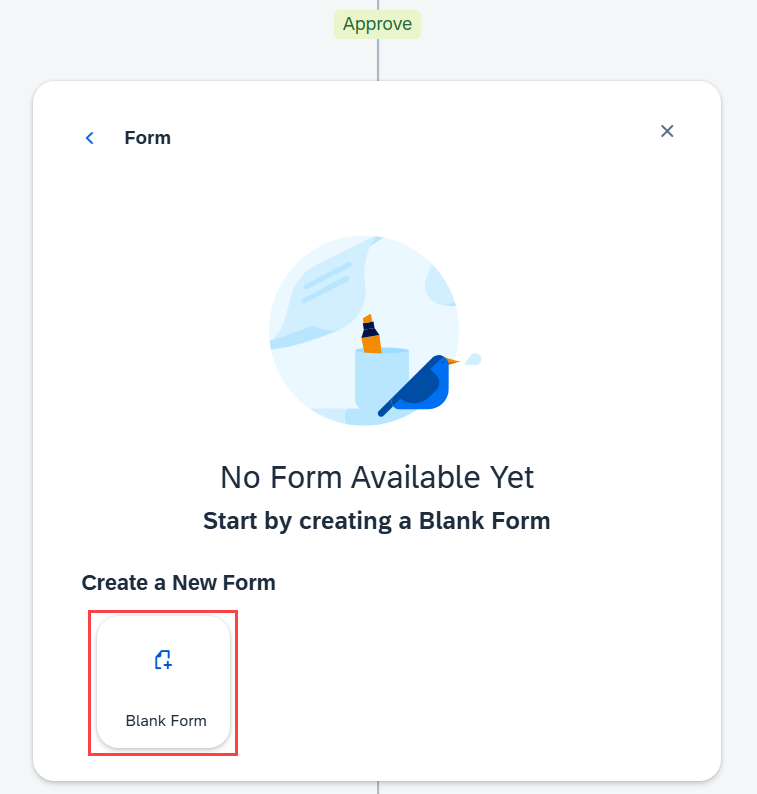 Approve
Form
No Form Available Yet
Start by creating a Blank Form
Create a New Form
Blank Form